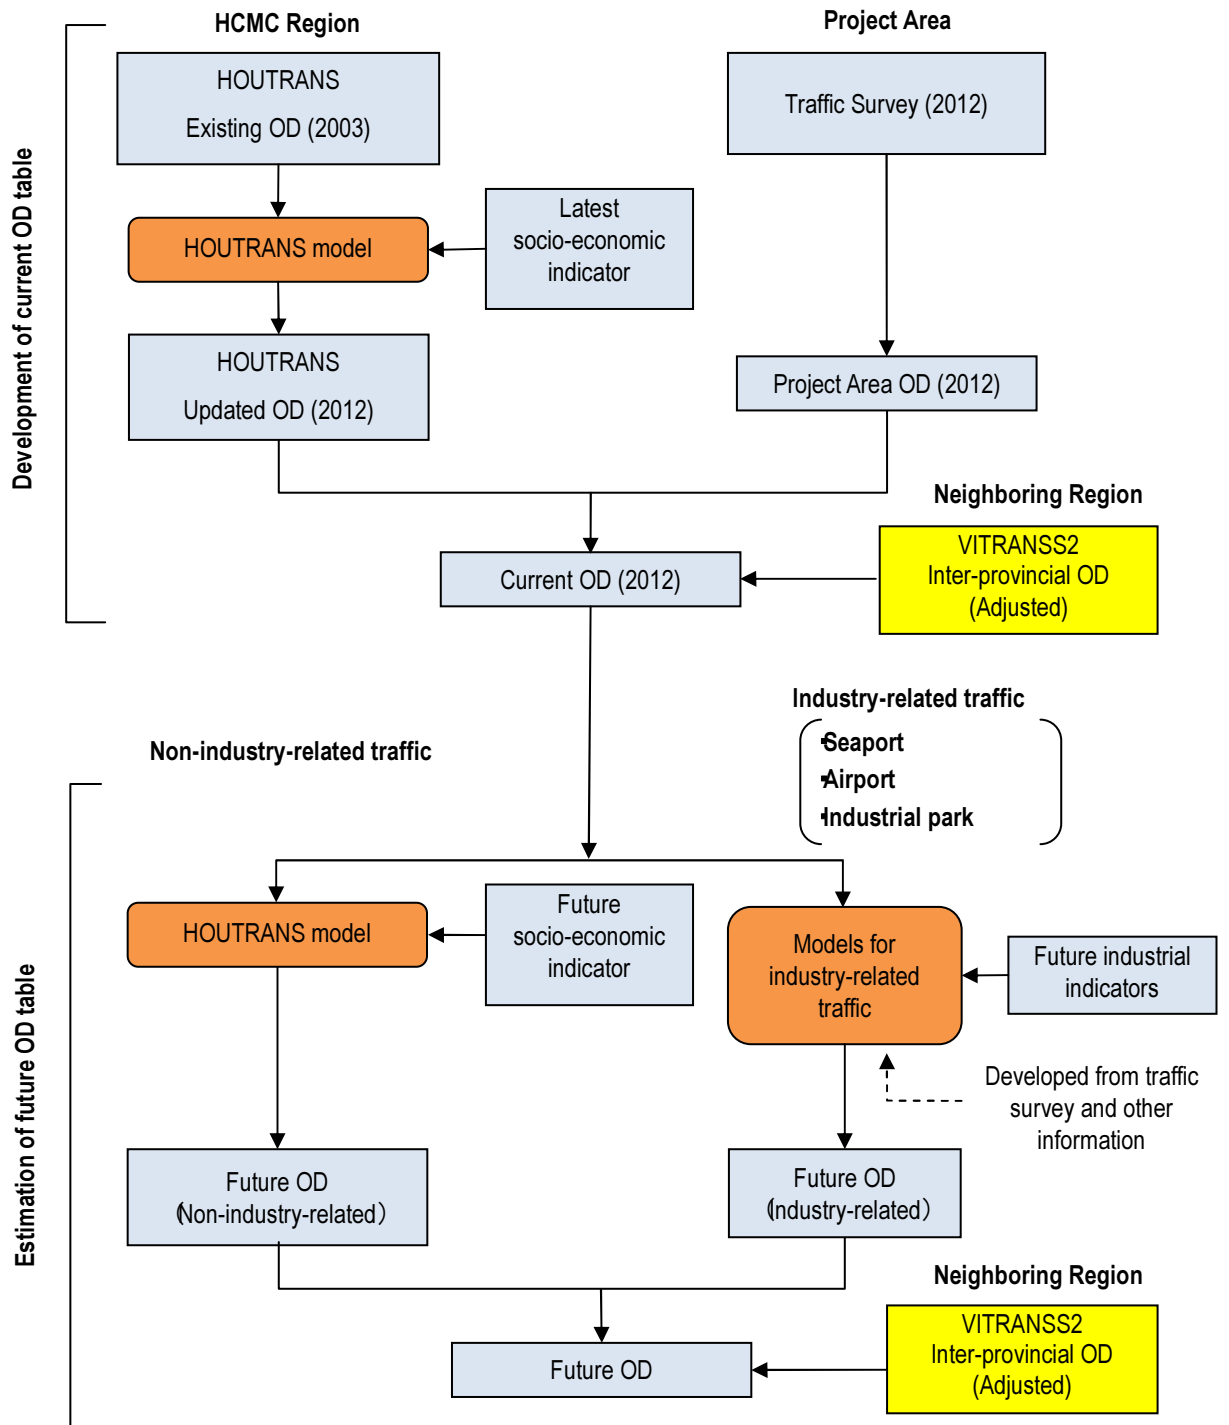 HCMC Region
Project Area
HOUTRANS
Existing OD (2003)
Traffic Survey (2012)
Development of current OD table
HOUTRANS model
Latest
socio-economic
indicator
HOUTRANS
Updated OD (2012)
Project Area OD (2012)
Neighboring Region
Current OD (2012)
VITRANSS2
Inter-provincial OD
(Adjusted)
Industry-related traffic
・Seaport
・Airport
・Industrial park
Non-industry-related traffic
Estimation of future OD table
HOUTRANS model
Future
socio-economic
indicator
Models for
industry-related
traffic
Future industrial
indicators
Developed from traffic
survey and other
information
Future OD
(Non-industry-related)
Future OD
(Industry-related)
Neighboring Region
Future OD
VITRANSS2
Inter-provincial OD
(Adjusted)